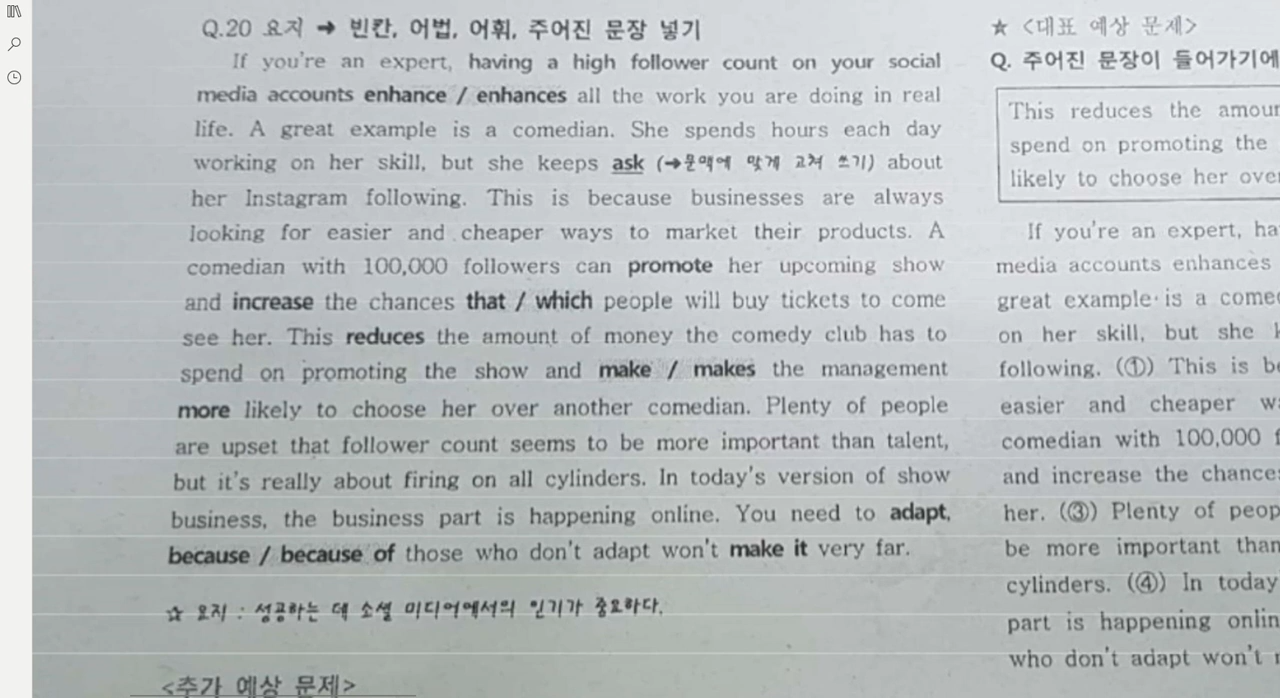 Q.20 요지 → 빈칸, 어법, 어휘, 주어진 문장 넣기
If you're an expert, having a high follower count on your social
media accounts enhance / enhances all the work you are doing in real
life. A great example is a comedian. She spends hours each day
working on her skill, but she keeps ask (→문맥에 맞게 고쳐 쓰기) about
her Instagram following. This is because businesses are always
looking for easier and cheaper ways to market their products. A
comedian with 100,000 followers can promote her upcoming show
and increase the chances that / which people will buy tickets to come
see her. This reduces the amount of money the comedy club has to
spend on promoting the show and make / makes the management
more likely to choose her over another comedian. Plenty of people
are upset that follower count seems to be more important than talent,
but it's really about firing on all cylinders. In today's version of show
business, the business part is happening online. You need to adapt,
because / because of those who don't adapt won't make it very far.
☆ 요지 : 성공하는 데 소셜 미디어에서의 인기가 중요하다.
<추가 예상 문제>
★ <대표 예상 문제>
Q. 주어진 문장이 들어가기에
This reduces the amoun
spend on promoting the
likely to choose her over
If you're an expert, ha
media accounts enhances
great example is a come
on her skill, but she
following. (①) This is be
easier and cheaper wa
comedian with 100,000 f
and increase the chances
her. (③) Plenty of peop
be more important than
cylinders. (④) In today
part is happening onlin
who don't adapt won't